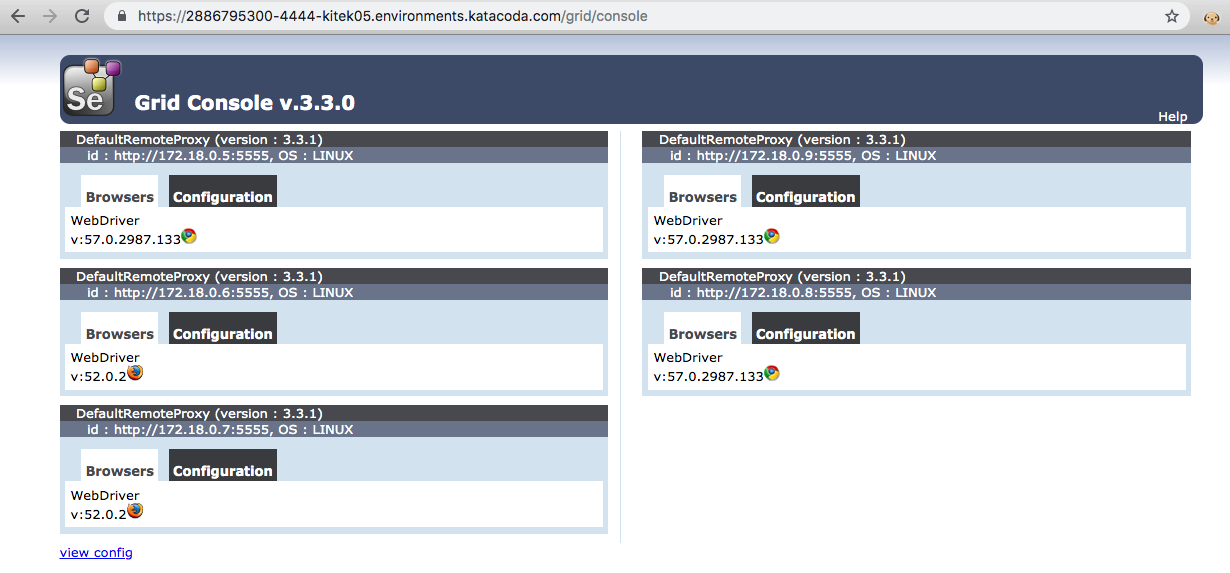 https://2886795300-4444-kitek05.environments.katacoda.com/grid/console
Se
Grid Console v.3.3.0
Help
DefaultRemoteProxy (version : 3.3.1)
id : http://172.18.0.5:5555, OS : LINUX
Browsers Configuration
WebDriver
v:57.0.2987.133
DefaultRemoteProxy (version : 3.3.1)
id : http://172.18.0.6:5555, OS : LINUX
Browsers Configuration
WebDriver
v:52.0.2
DefaultRemoteProxy (version : 3.3.1)
id : http://172.18.0.7:5555, OS : LINUX
Browsers Configuration
WebDriver
v:52.0.2
view config
DefaultRemoteProxy (version : 3.3.1)
id : http://172.18.0.9:5555, OS : LINUX
Browsers Configuration
WebDriver
v:57.0.2987.133
DefaultRemoteProxy (version : 3.3.1)
id : http://172.18.0.8:5555, OS : LINUX
Browsers Configuration
WebDriver
v:57.0.2987.133